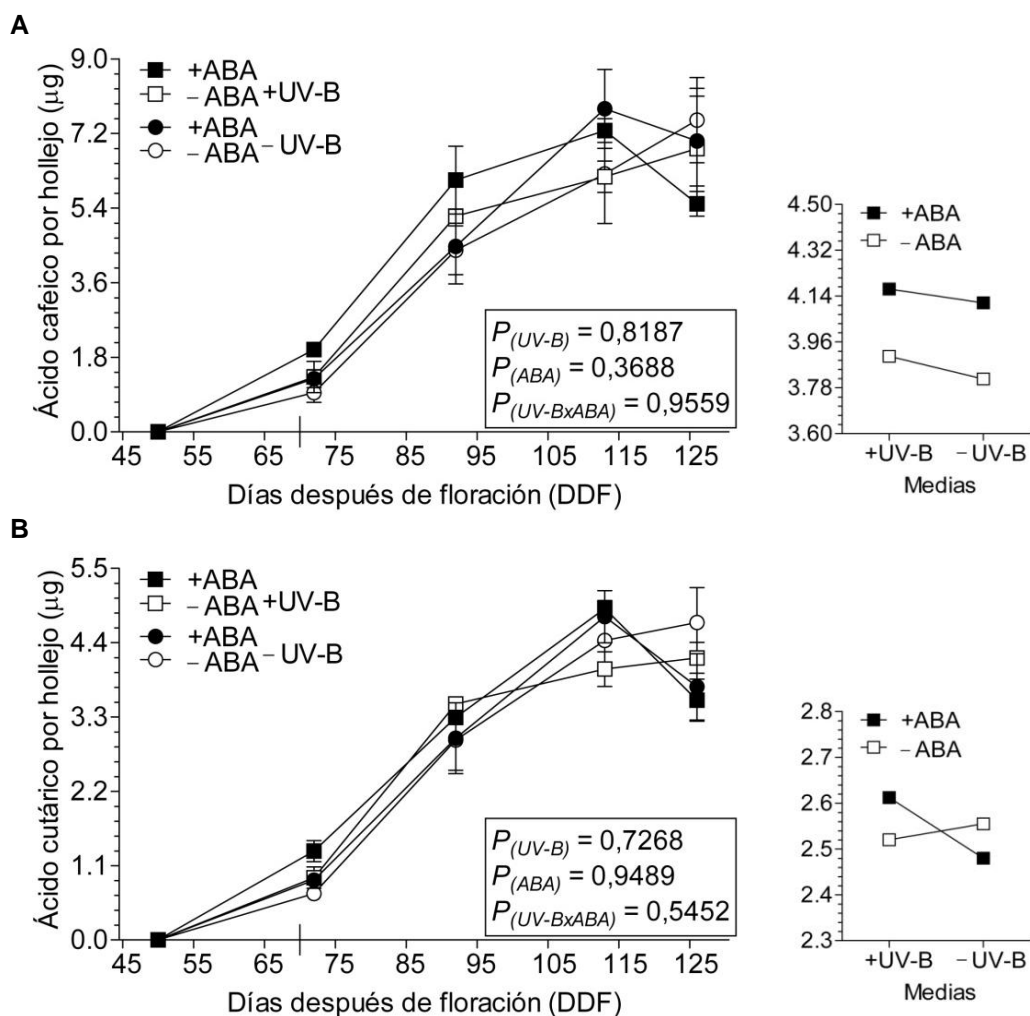 A
Ácido cafeico por hollejo (µg)
9.0
7.2
5.4
3.6
1.8
0.0
+ABA
−ABA +UV-B
+ABA
−ABA −UV-B
P(UV-B) = 0,8187
P(ABA) = 0,3688
P(UV-BxABA) = 0,9559
45 55 65 75 85 95 105 115 125
Días después de floración (DDF)
4.50
4.32
4.14
3.96
3.78
3.60
+ABA
−ABA
+UV-B −UV-B
Medias
B
Ácido cutárico por hollejo (µg)
5.5
4.4
3.3
2.2
1.1
0.0
+ABA
−ABA +UV-B
+ABA
−ABA −UV-B
P(UV-B) = 0,7268
P(ABA) = 0,9489
P(UV-BxABA) = 0,5452
45 55 65 75 85 95 105 115 125
Días después de floración (DDF)
2.8
2.7
2.6
2.5
2.4
2.3
+ABA
−ABA
+UV-B −UV-B
Medias